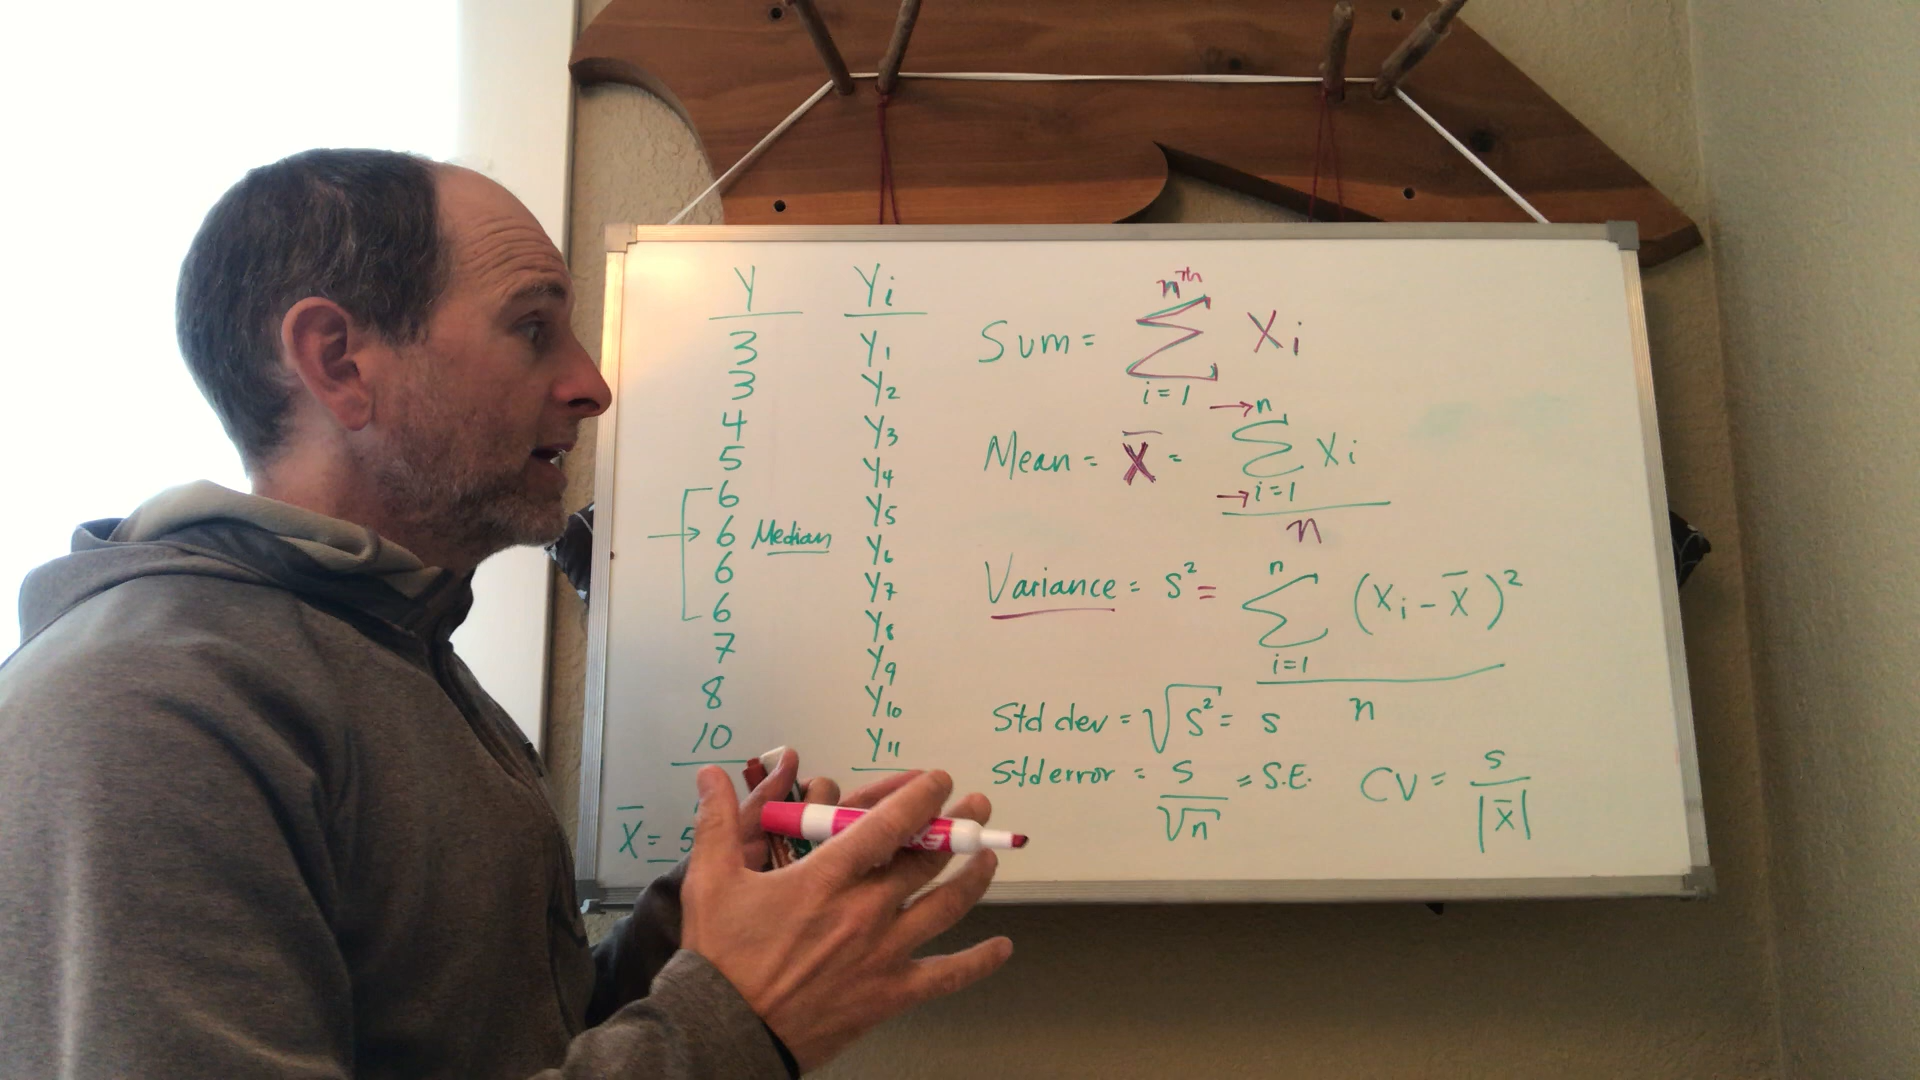 Y Yi
3 Y1
3 Y2
4 Y3
5 Y4
6 Y5
→ 6 Median Y6
6 Y7
6 Y8
7 Y9
8 Y10
10 Y11
X̄ = 5
Sum = nth Σ i=1 Xi
Mean = X̄ = → n Σ → i=1 Xi / n
Variance = s² = n Σ i=1 (Xi - X̄)² / n
Std dev = √s² = s
Std error = s / √n = S.E.
CV = s / |x̄|